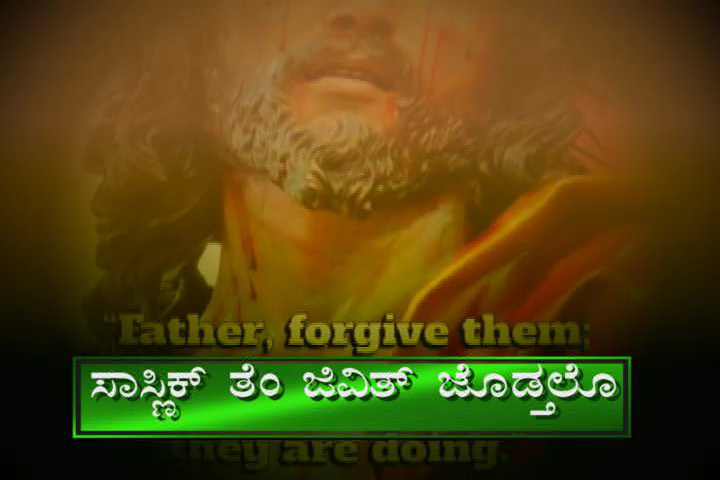 “Father, forgive them;
ಸಾಸ್ಣಿಕ್ ತೆಂ ಜಿವಿತ್ ಜೊಡ್ತಲೊ
they are doing.